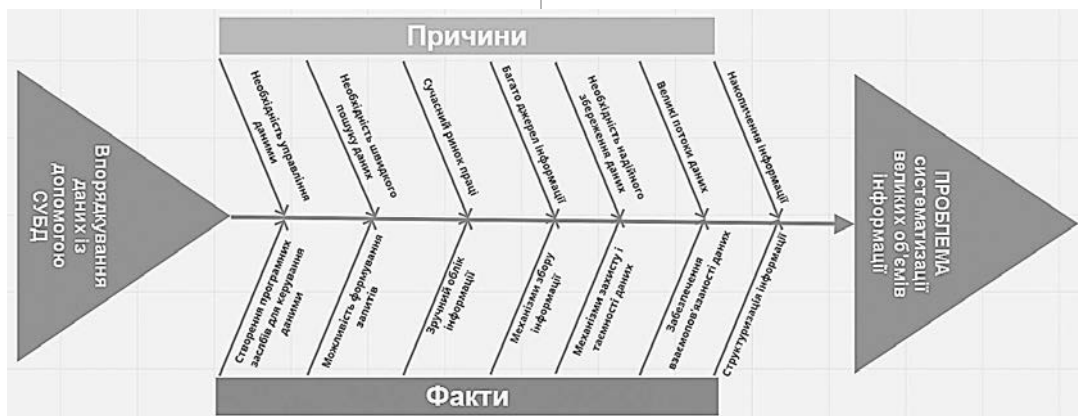 Причини
Необхідність управління
даними
Необхідність швидкого
пошуку даних
Сучасний ринок праці
Багато джерел інформації
Необхідність надійного
збереження даних
Великі потоки даних
Накопичення інформації
Впорядкування
даних із
допомогою
СУБД
ПРОБЛЕМА
систематизації
великих об'ємів
інформації
Створення програмних
заслбів для керування
даними
Можливість формування
запитів
Зручний облік
інформації
Механізми збору
інформації
Механізми захисту і
таємності даних
Забезпечення
взаємопов'язаності даних
Структуризація інформації
Факти